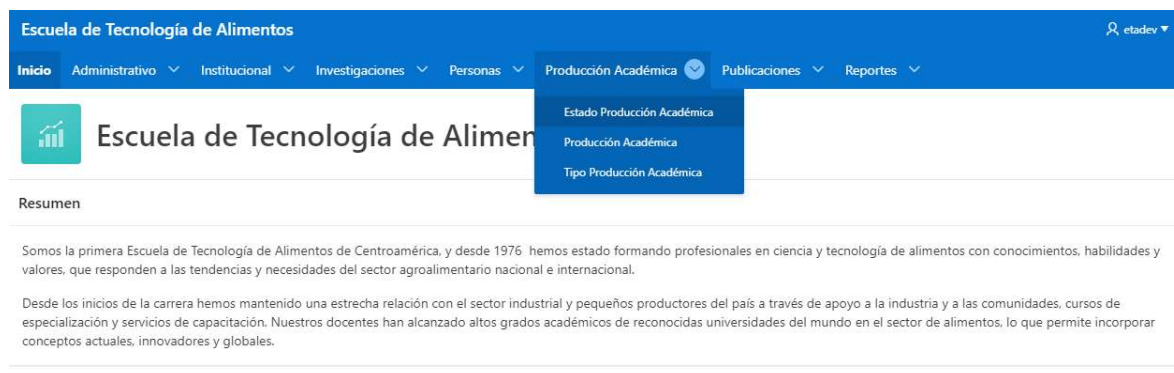 Escuela de Tecnología de Alimentos
etadev
Inicio Administrativo Institucional Investigaciones Personas Producción Académica Publicaciones Reportes
Estado Producción Académica
Producción Académica
Tipo Producción Académica
Escuela de Tecnología de Alimen
Resumen
Somos la primera Escuela de Tecnología de Alimentos de Centroamérica, y desde 1976 hemos estado formando profesionales en ciencia y tecnología de alimentos con conocimientos, habilidades y
valores, que responden a las tendencias y necesidades del sector agroalimentario nacional e internacional.
Desde los inicios de la carrera hemos mantenido una estrecha relación con el sector industrial y pequeños productores del país a través de apoyo a la industria y a las comunidades, cursos de
especialización y servicios de capacitación. Nuestros docentes han alcanzado altos grados académicos de reconocidas universidades del mundo en el sector de alimentos, lo que permite incorporar
conceptos actuales, innovadores y globales.